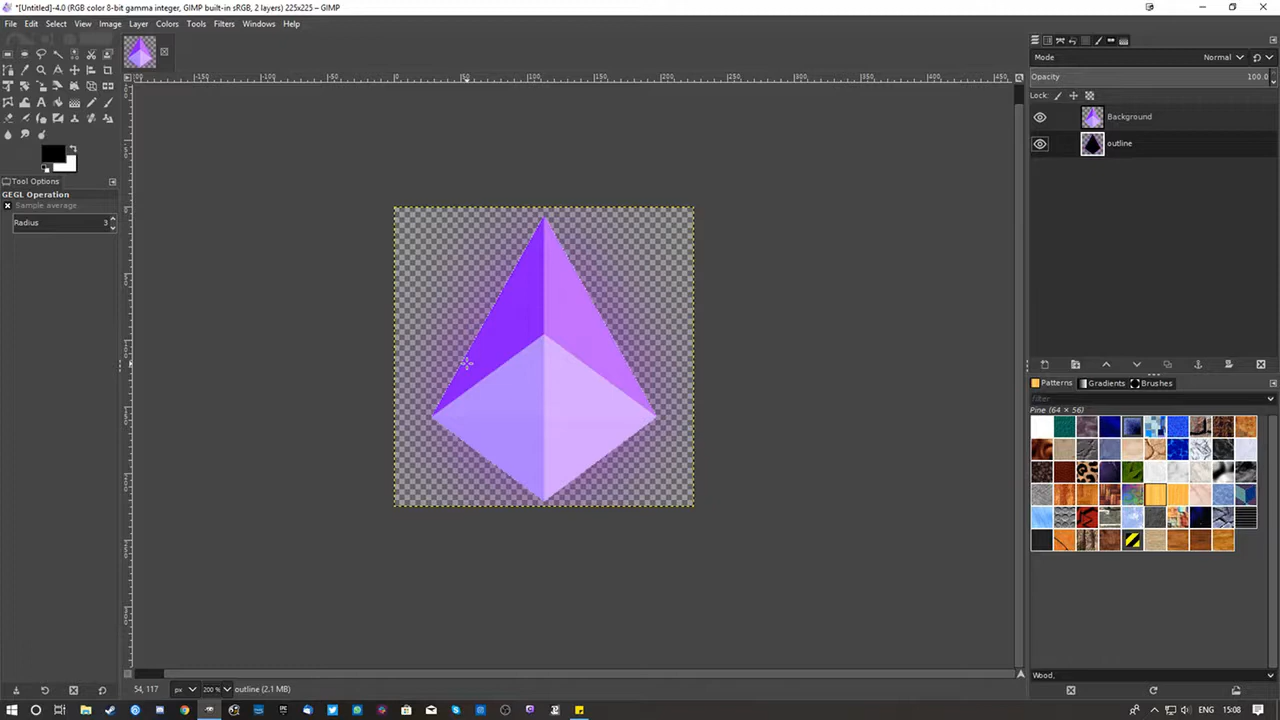 *[Untitled]-4.0 (RGB color 8-bit gamma integer, GIMP built-in sRGB, 2 layers) 225x225 – GIMP
File Edit Select View Image Layer Colors Tools Filters Windows Help
Mode Normal
Opacity 100.0
Lock:
Background
outline
Tool Options
GEGL Operation
Sample average
Radius 3
Patterns Gradients Brushes
Filter
Pine (64 × 56)
Wood,
54, 117 px 200 % outline (2.1 MB)
ENG 15:08